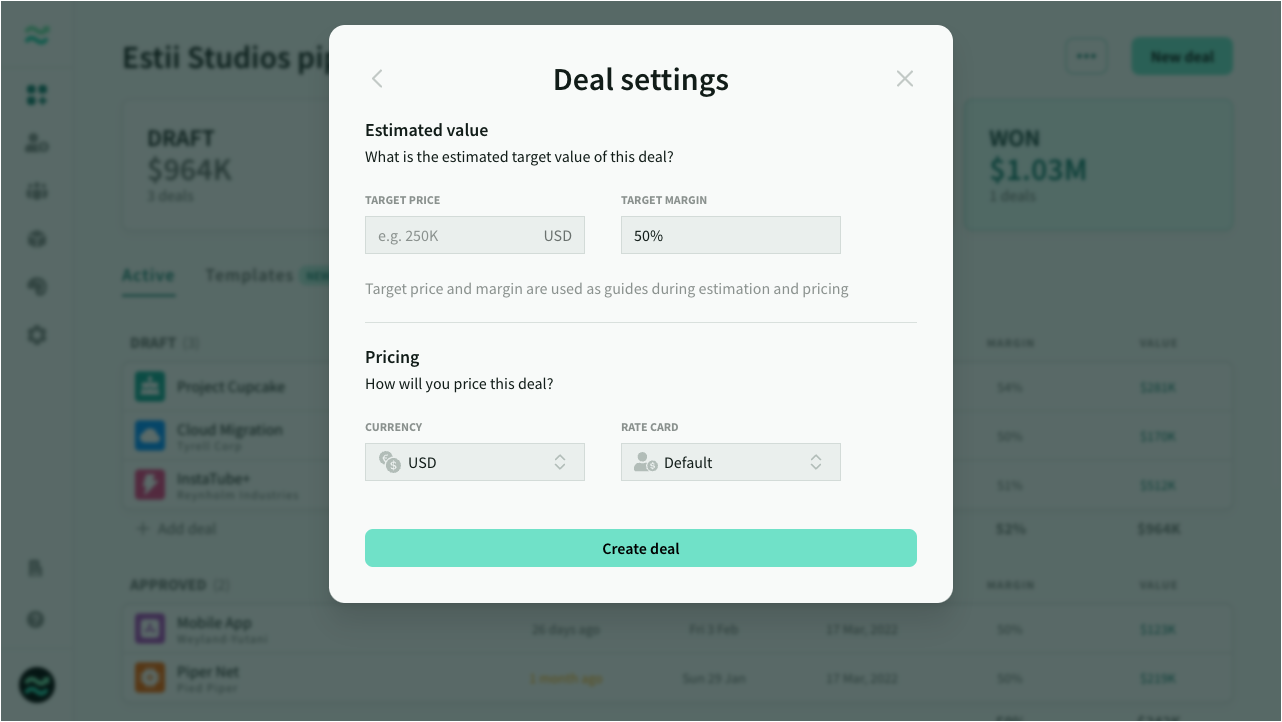 Estii Studios pip
New deal
DRAFT
$964K
3 deals
WON
$1.03M
1 deals
Active
Templates
DRAFT (3)
MARGIN
VALUE
Project Cupcake
54%
$281K
Cloud Migration
Tyrell Corp
50%
$170K
InstaTube+
Reynholm Industries
51%
$512K
+ Add deal
52%
$964K
APPROVED (2)
MARGIN
VALUE
Mobile App
Weyland-Yutani
20 days ago
Fri 3 Feb
17 Mar, 2022
50%
$123K
Piper Net
Pied Piper
1 month ago
Sun 29 Jan
17 Mar, 2022
50%
$219K
Deal settings
Estimated value
What is the estimated target value of this deal?
TARGET PRICE
TARGET MARGIN
e.g. 250K
USD
50%
Target price and margin are used as guides during estimation and pricing
Pricing
How will you price this deal?
CURRENCY
RATE CARD
USD
Default
Create deal